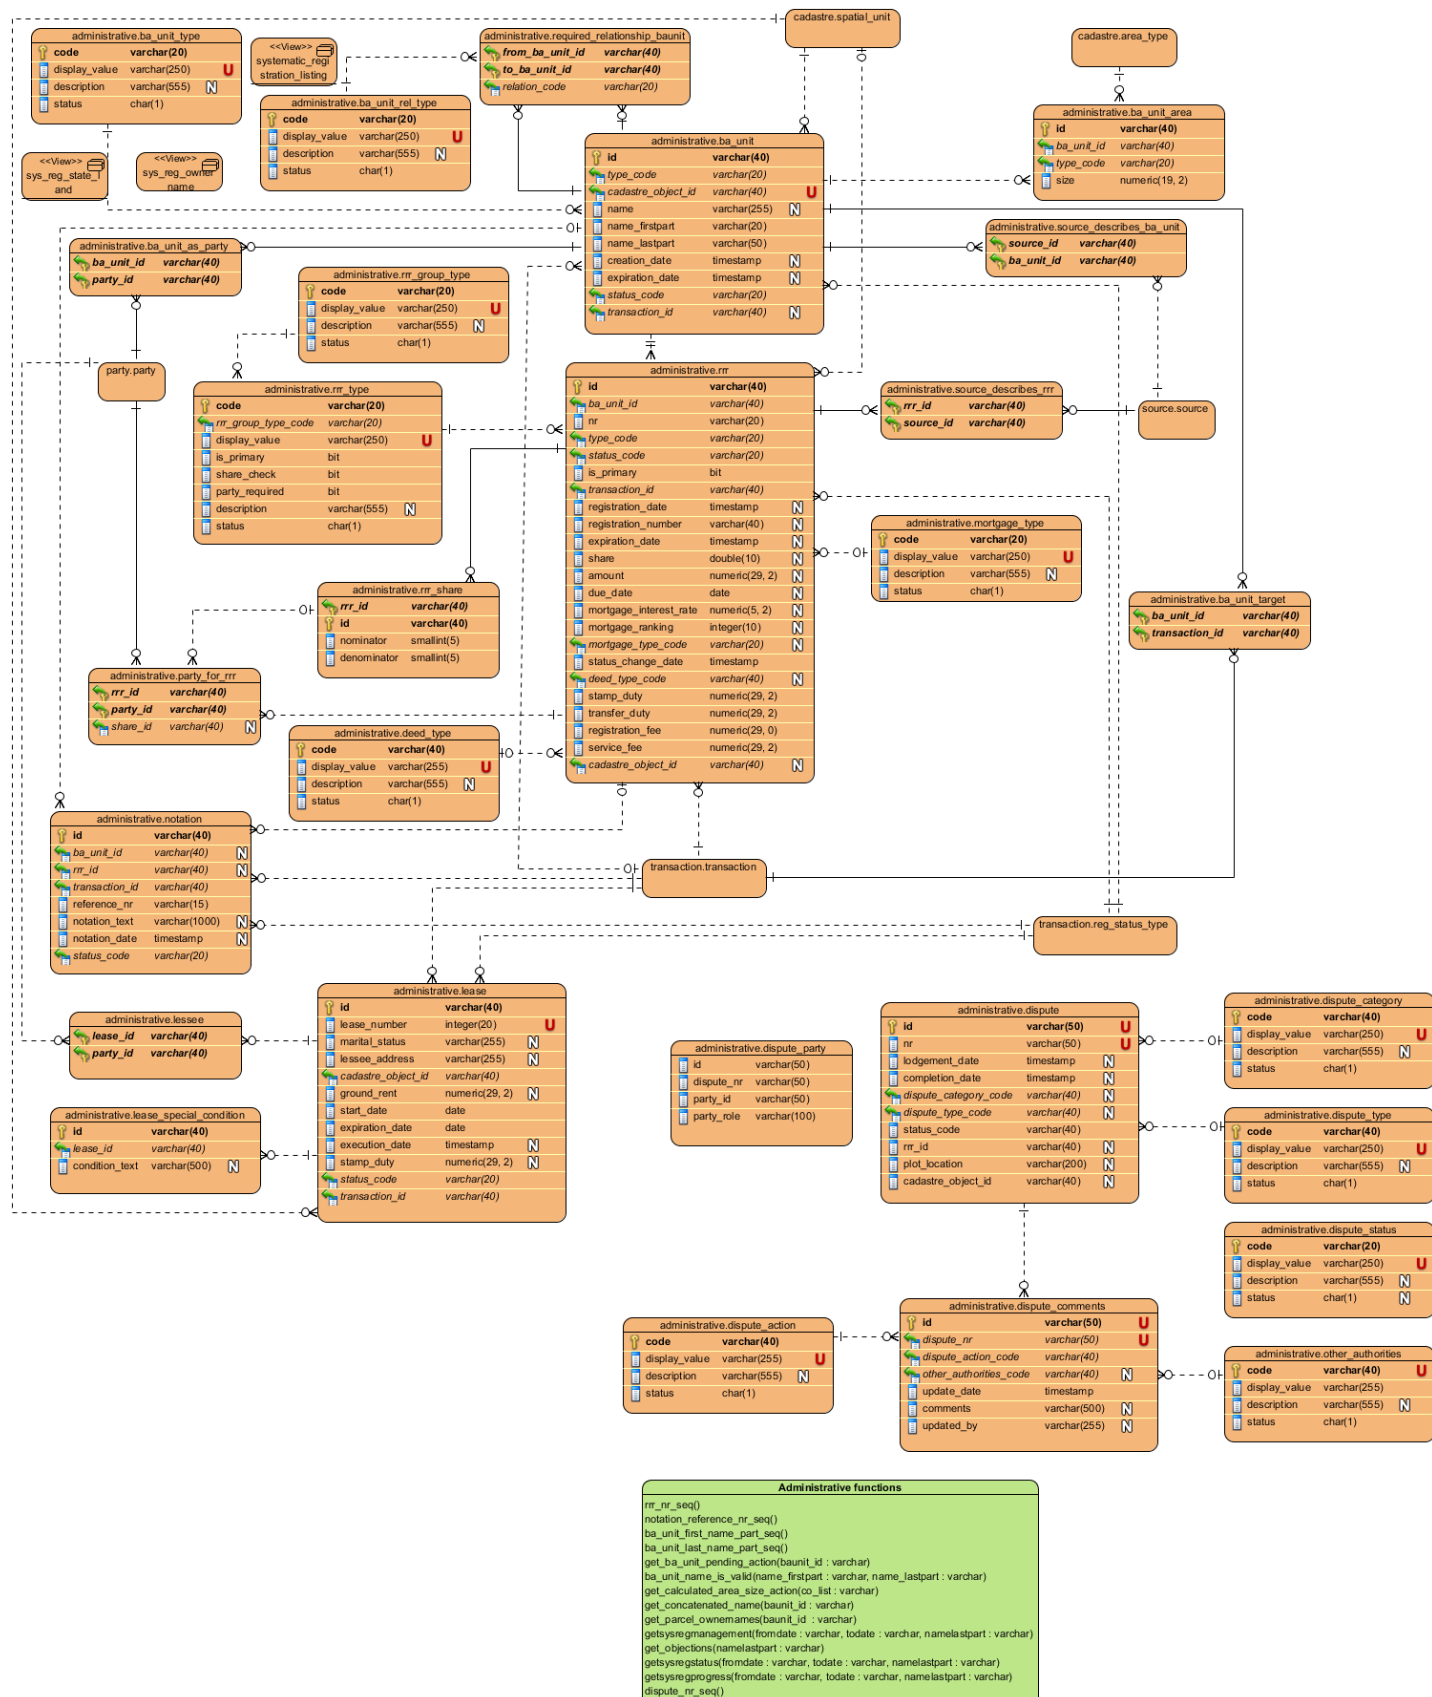 cadastre.spatial_unit
administrative.ba_unit_type
code varchar(20)
display_value varchar(250) U
description varchar(555) N
status char(1)
<<View>>
systematic_regi
stration_listing
administrative.required_relationship_baunit
from_ba_unit_id varchar(40)
to_ba_unit_id varchar(40)
relation_code varchar(20)
cadastre.area_type
administrative.ba_unit_rel_type
code varchar(20)
display_value varchar(250) U
description varchar(555) N
status char(1)
administrative.ba_unit_area
id varchar(40)
ba_unit_id varchar(40)
type_code varchar(20)
size numeric(19, 2)
<<View>>
sys_reg_state_l
and
<<View>>
sys_reg_owner_
name
administrative.ba_unit
id varchar(40)
type_code varchar(20)
cadastre_object_id varchar(40) U
name varchar(255) N
name_firstpart varchar(20)
name_lastpart varchar(50)
creation_date timestamp N
expiration_date timestamp N
status_code varchar(20)
transaction_id varchar(40) N
administrative.ba_unit_as_party
ba_unit_id varchar(40)
party_id varchar(40)
administrative.source_describes_ba_unit
source_id varchar(40)
ba_unit_id varchar(40)
administrative.rrr_group_type
code varchar(20)
display_value varchar(250) U
description varchar(555) N
status char(1)
party.party
administrative.rrr_type
code varchar(20)
rrr_group_type_code varchar(20)
display_value varchar(250) U
is_primary bit
share_check bit
party_required bit
description varchar(555) N
status char(1)
administrative.rrr
id varchar(40)
ba_unit_id varchar(40)
nr varchar(20)
type_code varchar(20)
status_code varchar(20)
is_primary bit
transaction_id varchar(40)
registration_date timestamp N
registration_number varchar(40) N
expiration_date timestamp N
share double(10) N
amount numeric(29, 2) N
due_date date N
mortgage_interest_rate numeric(5, 2) N
mortgage_ranking integer(10) N
mortgage_type_code varchar(20) N
status_change_date timestamp
deed_type_code varchar(40) N
stamp_duty numeric(29, 2)
transfer_duty numeric(29, 2)
registration_fee numeric(29, 0)
service_fee numeric(29, 2)
cadastre_object_id varchar(40) N
administrative.source_describes_rrr
rrr_id varchar(40)
source_id varchar(40)
source.source
administrative.mortgage_type
code varchar(20)
display_value varchar(250) U
description varchar(555) N
status char(1)
administrative.rrr_share
rrr_id varchar(40)
id varchar(40)
nominator smallint(5)
denominator smallint(5)
administrative.ba_unit_target
ba_unit_id varchar(40)
transaction_id varchar(40)
administrative.party_for_rrr
rrr_id varchar(40)
party_id varchar(40)
share_id varchar(40) N
administrative.deed_type
code varchar(40)
display_value varchar(255) U
description varchar(555) N
status char(1)
administrative.notation
id varchar(40)
ba_unit_id varchar(40) N
rrr_id varchar(40) N
transaction_id varchar(40)
reference_nr varchar(15)
notation_text varchar(1000) N
notation_date timestamp N
status_code varchar(20)
transaction.transaction
transaction.reg_status_type
administrative.lease
id varchar(40)
lease_number integer(20) U
marital_status varchar(255) N
lessee_address varchar(255) N
cadastre_object_id varchar(40)
ground_rent numeric(29, 2) N
start_date date
expiration_date date
execution_date timestamp N
stamp_duty numeric(29, 2) N
status_code varchar(20)
transaction_id varchar(40)
administrative.lessee
lease_id varchar(40)
party_id varchar(40)
administrative.lease_special_condition
id varchar(40)
lease_id varchar(40)
condition_text varchar(500) N
administrative.dispute_party
id varchar(50)
dispute_nr varchar(50)
party_id varchar(50)
party_role varchar(100)
administrative.dispute
id varchar(50) U
nr varchar(50) U
lodgement_date timestamp N
completion_date timestamp N
dispute_category_code varchar(40) N
dispute_type_code varchar(40) N
status_code varchar(40)
rrr_id varchar(40) N
plot_location varchar(200) N
cadastre_object_id varchar(40) N
administrative.dispute_category
code varchar(40)
display_value varchar(250) U
description varchar(555) N
status char(1)
administrative.dispute_type
code varchar(40)
display_value varchar(250) U
description varchar(555) N
status char(1)
administrative.dispute_status
code varchar(20)
display_value varchar(250) U
description varchar(555) N
status char(1) N
administrative.dispute_action
code varchar(40)
display_value varchar(255) U
description varchar(555) N
status char(1)
administrative.dispute_comments
id varchar(50) U
dispute_nr varchar(50) U
dispute_action_code varchar(40)
other_authorities_code varchar(40) N
update_date timestamp
comments varchar(500) N
updated_by varchar(255) N
administrative.other_authorities
code varchar(40) U
display_value varchar(255)
description varchar(555) N
status char(1)
Administrative functions
rrr_nr_seq()
notation_reference_nr_seq()
ba_unit_first_name_part_seq()
ba_unit_last_name_part_seq()
get_ba_unit_pending_action(baunit_id : varchar)
ba_unit_name_is_valid(name_firstpart : varchar, name_lastpart : varchar)
get_calculated_area_size_action(co_list : varchar)
get_concatenated_name(baunit_id : varchar)
get_parcel_ownernames(baunit_id : varchar)
getsysregmanagement(fromdate : varchar, todate : varchar, namelastpart : varchar)
get_objections(namelastpart : varchar)
getsysregstatus(fromdate : varchar, todate : varchar, namelastpart : varchar)
getsysregprogress(fromdate : varchar, todate : varchar, namelastpart : varchar)
dispute_nr_seq()